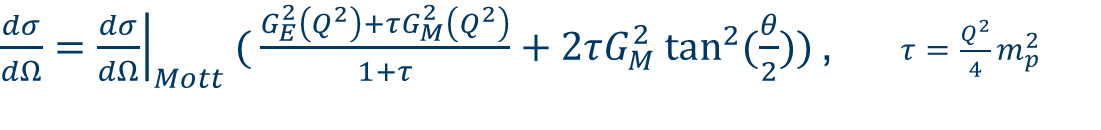 dσ/dΩ = dσ/dΩ|_Mott ( (G_E^2(Q^2)+τG_M^2(Q^2))/(1+τ) + 2τG_M^2 tan^2(θ/2)) , τ = Q^2/4 m_p^2